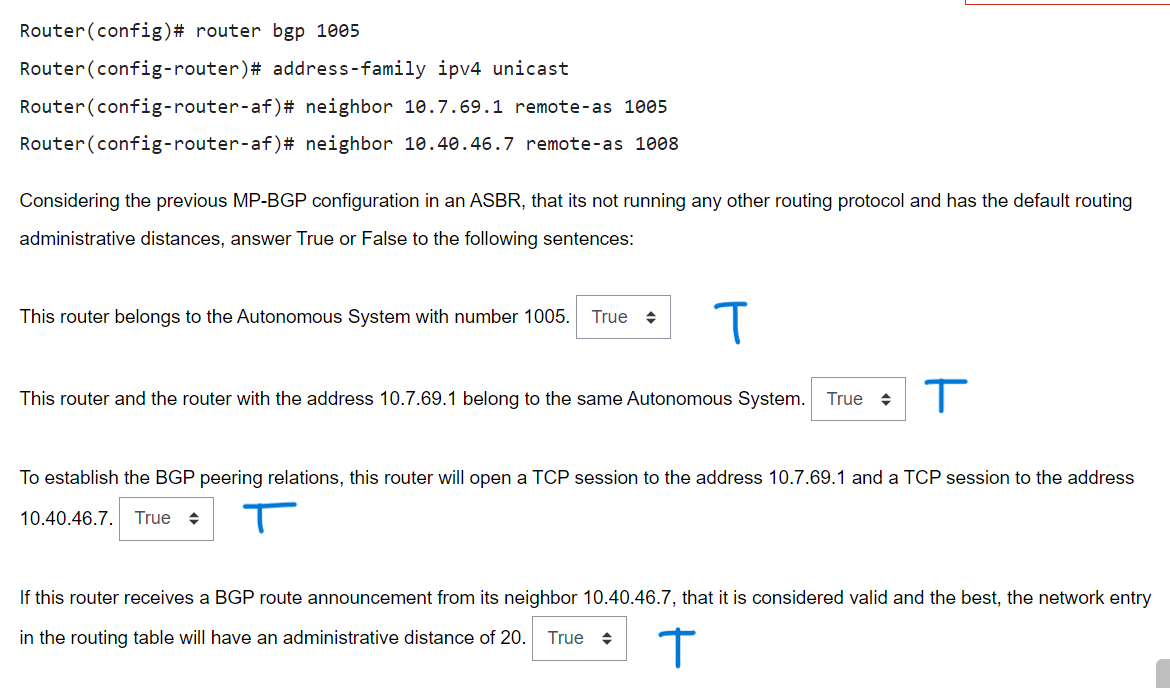 Router(config)# router bgp 1005
Router(config-router)# address-family ipv4 unicast
Router(config-router-af)# neighbor 10.7.69.1 remote-as 1005
Router(config-router-af)# neighbor 10.40.46.7 remote-as 1008
Considering the previous MP-BGP configuration in an ASBR, that its not running any other routing protocol and has the default routing
administrative distances, answer True or False to the following sentences:
This router belongs to the Autonomous System with number 1005. True T
This router and the router with the address 10.7.69.1 belong to the same Autonomous System. True T
To establish the BGP peering relations, this router will open a TCP session to the address 10.7.69.1 and a TCP session to the address
10.40.46.7. True T
If this router receives a BGP route announcement from its neighbor 10.40.46.7, that it is considered valid and the best, the network entry
in the routing table will have an administrative distance of 20. True T